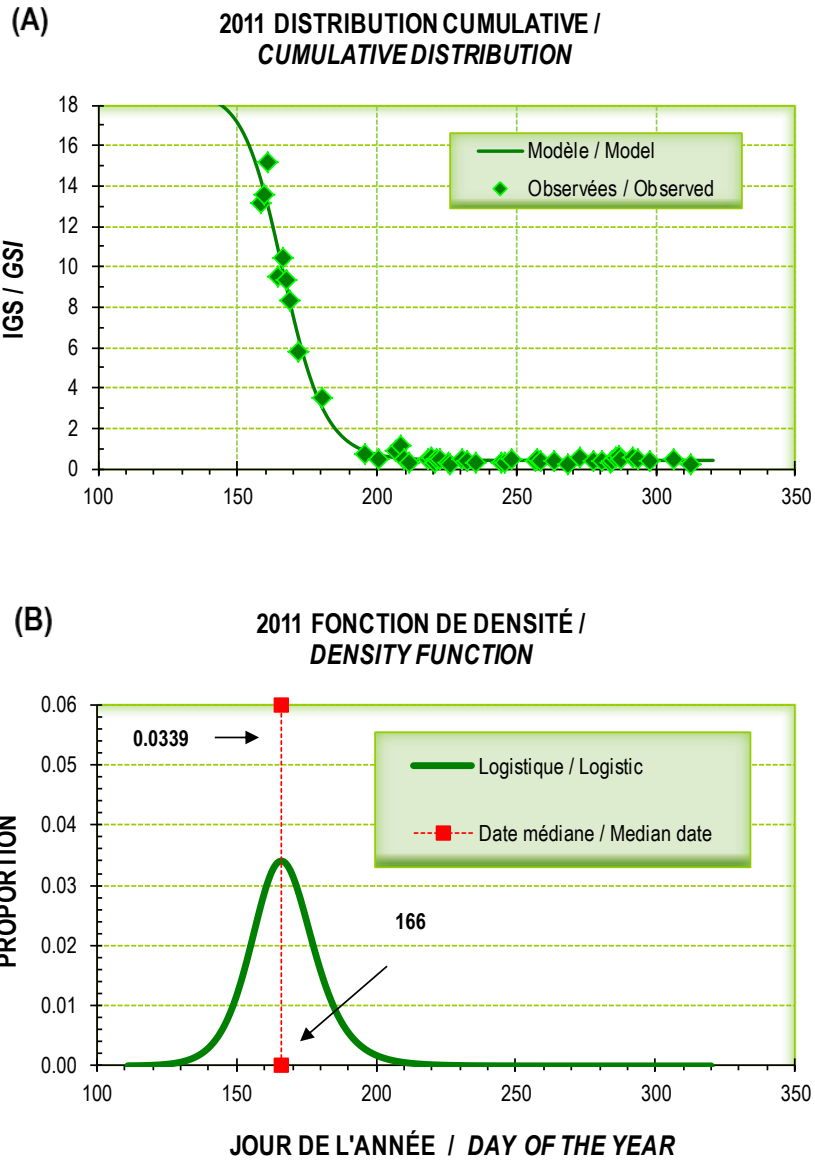 (A)
2011 DISTRIBUTION CUMULATIVE /
CUMULATIVE DISTRIBUTION
IGS / GSI
18
16
14
12
10
8
6
4
2
0
Modèle / Model
Observées / Observed
100 150 200 250 300 350
(B)
2011 FONCTION DE DENSITÉ /
DENSITY FUNCTION
PROPORTION
0.06
0.05
0.04
0.03
0.02
0.01
0.00
0.0339
Logistique / Logistic
Date médiane / Median date
166
100 150 200 250 300 350
JOUR DE L'ANNÉE / DAY OF THE YEAR